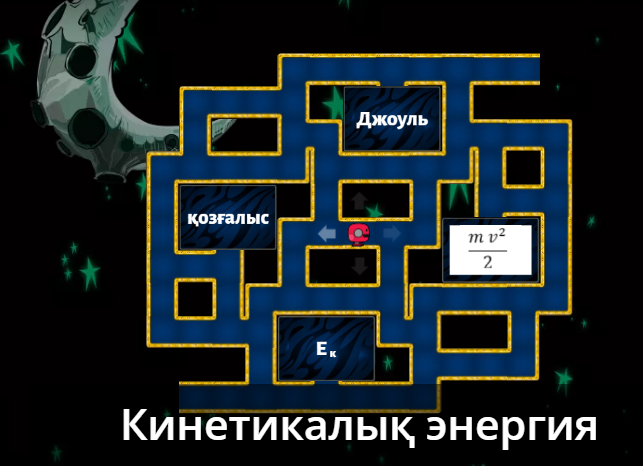 Джоуль
қозғалыс
m v²
2
Eₖ
Кинетикалық энергия